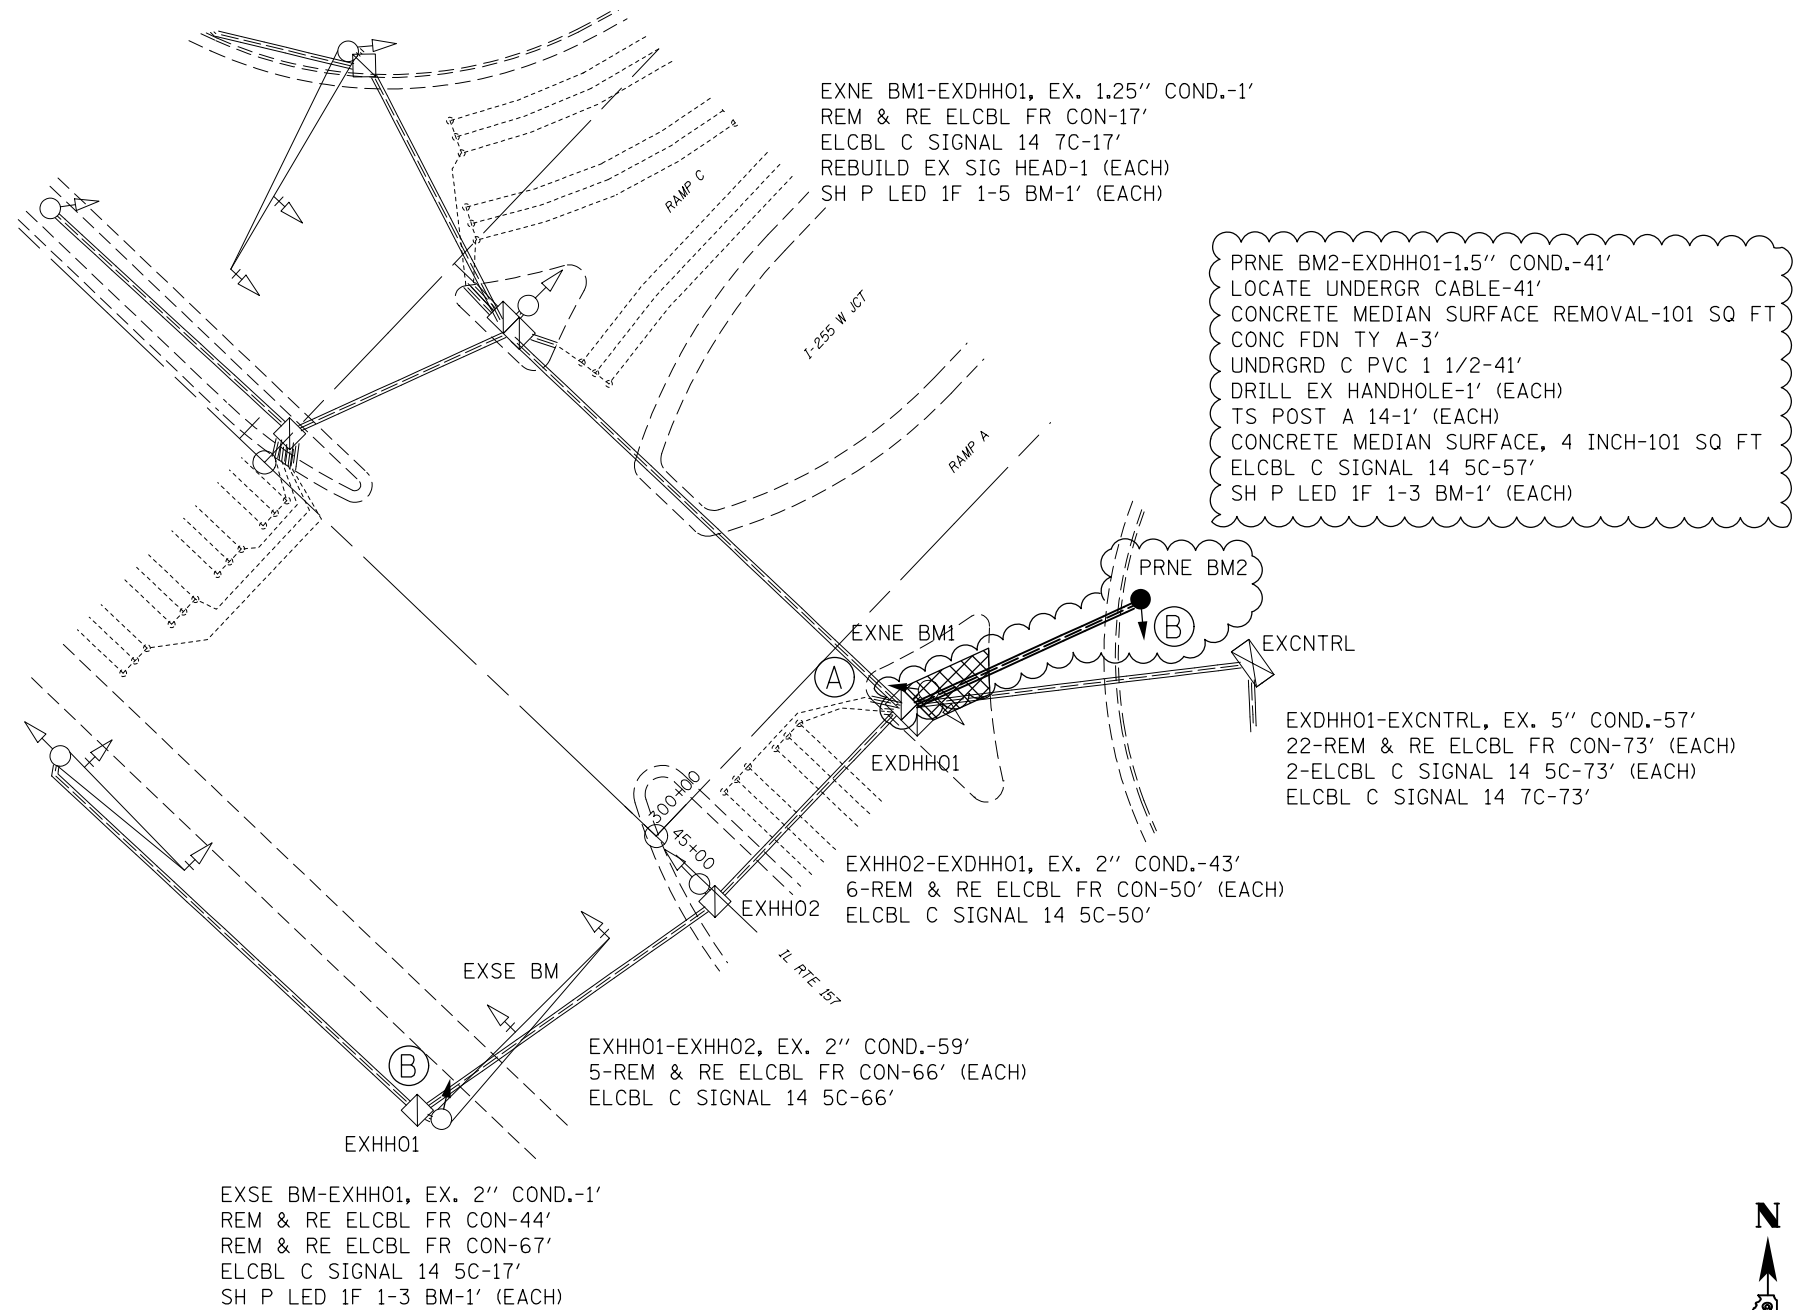 EXNE BM1-EXDHH01, EX. 1.25'' COND.-1'
REM & RE ELCBL FR CON-17'
ELCBL C SIGNAL 14 7C-17'
REBUILD EX SIG HEAD-1 (EACH)
SH P LED 1F 1-5 BM-1' (EACH)
RAMP C
I-255 W JCT
RAMP A
PRNE BM2-EXDHH01-1.5'' COND.-41'
LOCATE UNDERGR CABLE-41'
CONCRETE MEDIAN SURFACE REMOVAL-101 SQ FT
CONC FDN TY A-3'
UNDRGRD C PVC 1 1/2-41'
DRILL EX HANDHOLE-1' (EACH)
TS POST A 14-1' (EACH)
CONCRETE MEDIAN SURFACE, 4 INCH-101 SQ FT
ELCBL C SIGNAL 14 5C-57'
SH P LED 1F 1-3 BM-1' (EACH)
PRNE BM2
B
EXNE BM1
A
EXCNTRL
EXDHH01
EXDHH01-EXCNTRL, EX. 5'' COND.-57'
22-REM & RE ELCBL FR CON-73' (EACH)
2-ELCBL C SIGNAL 14 5C-73' (EACH)
ELCBL C SIGNAL 14 7C-73'
300+00
45+00
EXHH02
EXHH02-EXDHH01, EX. 2'' COND.-43'
6-REM & RE ELCBL FR CON-50' (EACH)
ELCBL C SIGNAL 14 5C-50'
IL RTE 157
EXSE BM
EXHH01-EXHH02, EX. 2'' COND.-59'
5-REM & RE ELCBL FR CON-66' (EACH)
ELCBL C SIGNAL 14 5C-66'
B
EXHH01
EXSE BM-EXHH01, EX. 2'' COND.-1'
REM & RE ELCBL FR CON-44'
REM & RE ELCBL FR CON-67'
ELCBL C SIGNAL 14 5C-17'
SH P LED 1F 1-3 BM-1' (EACH)
N